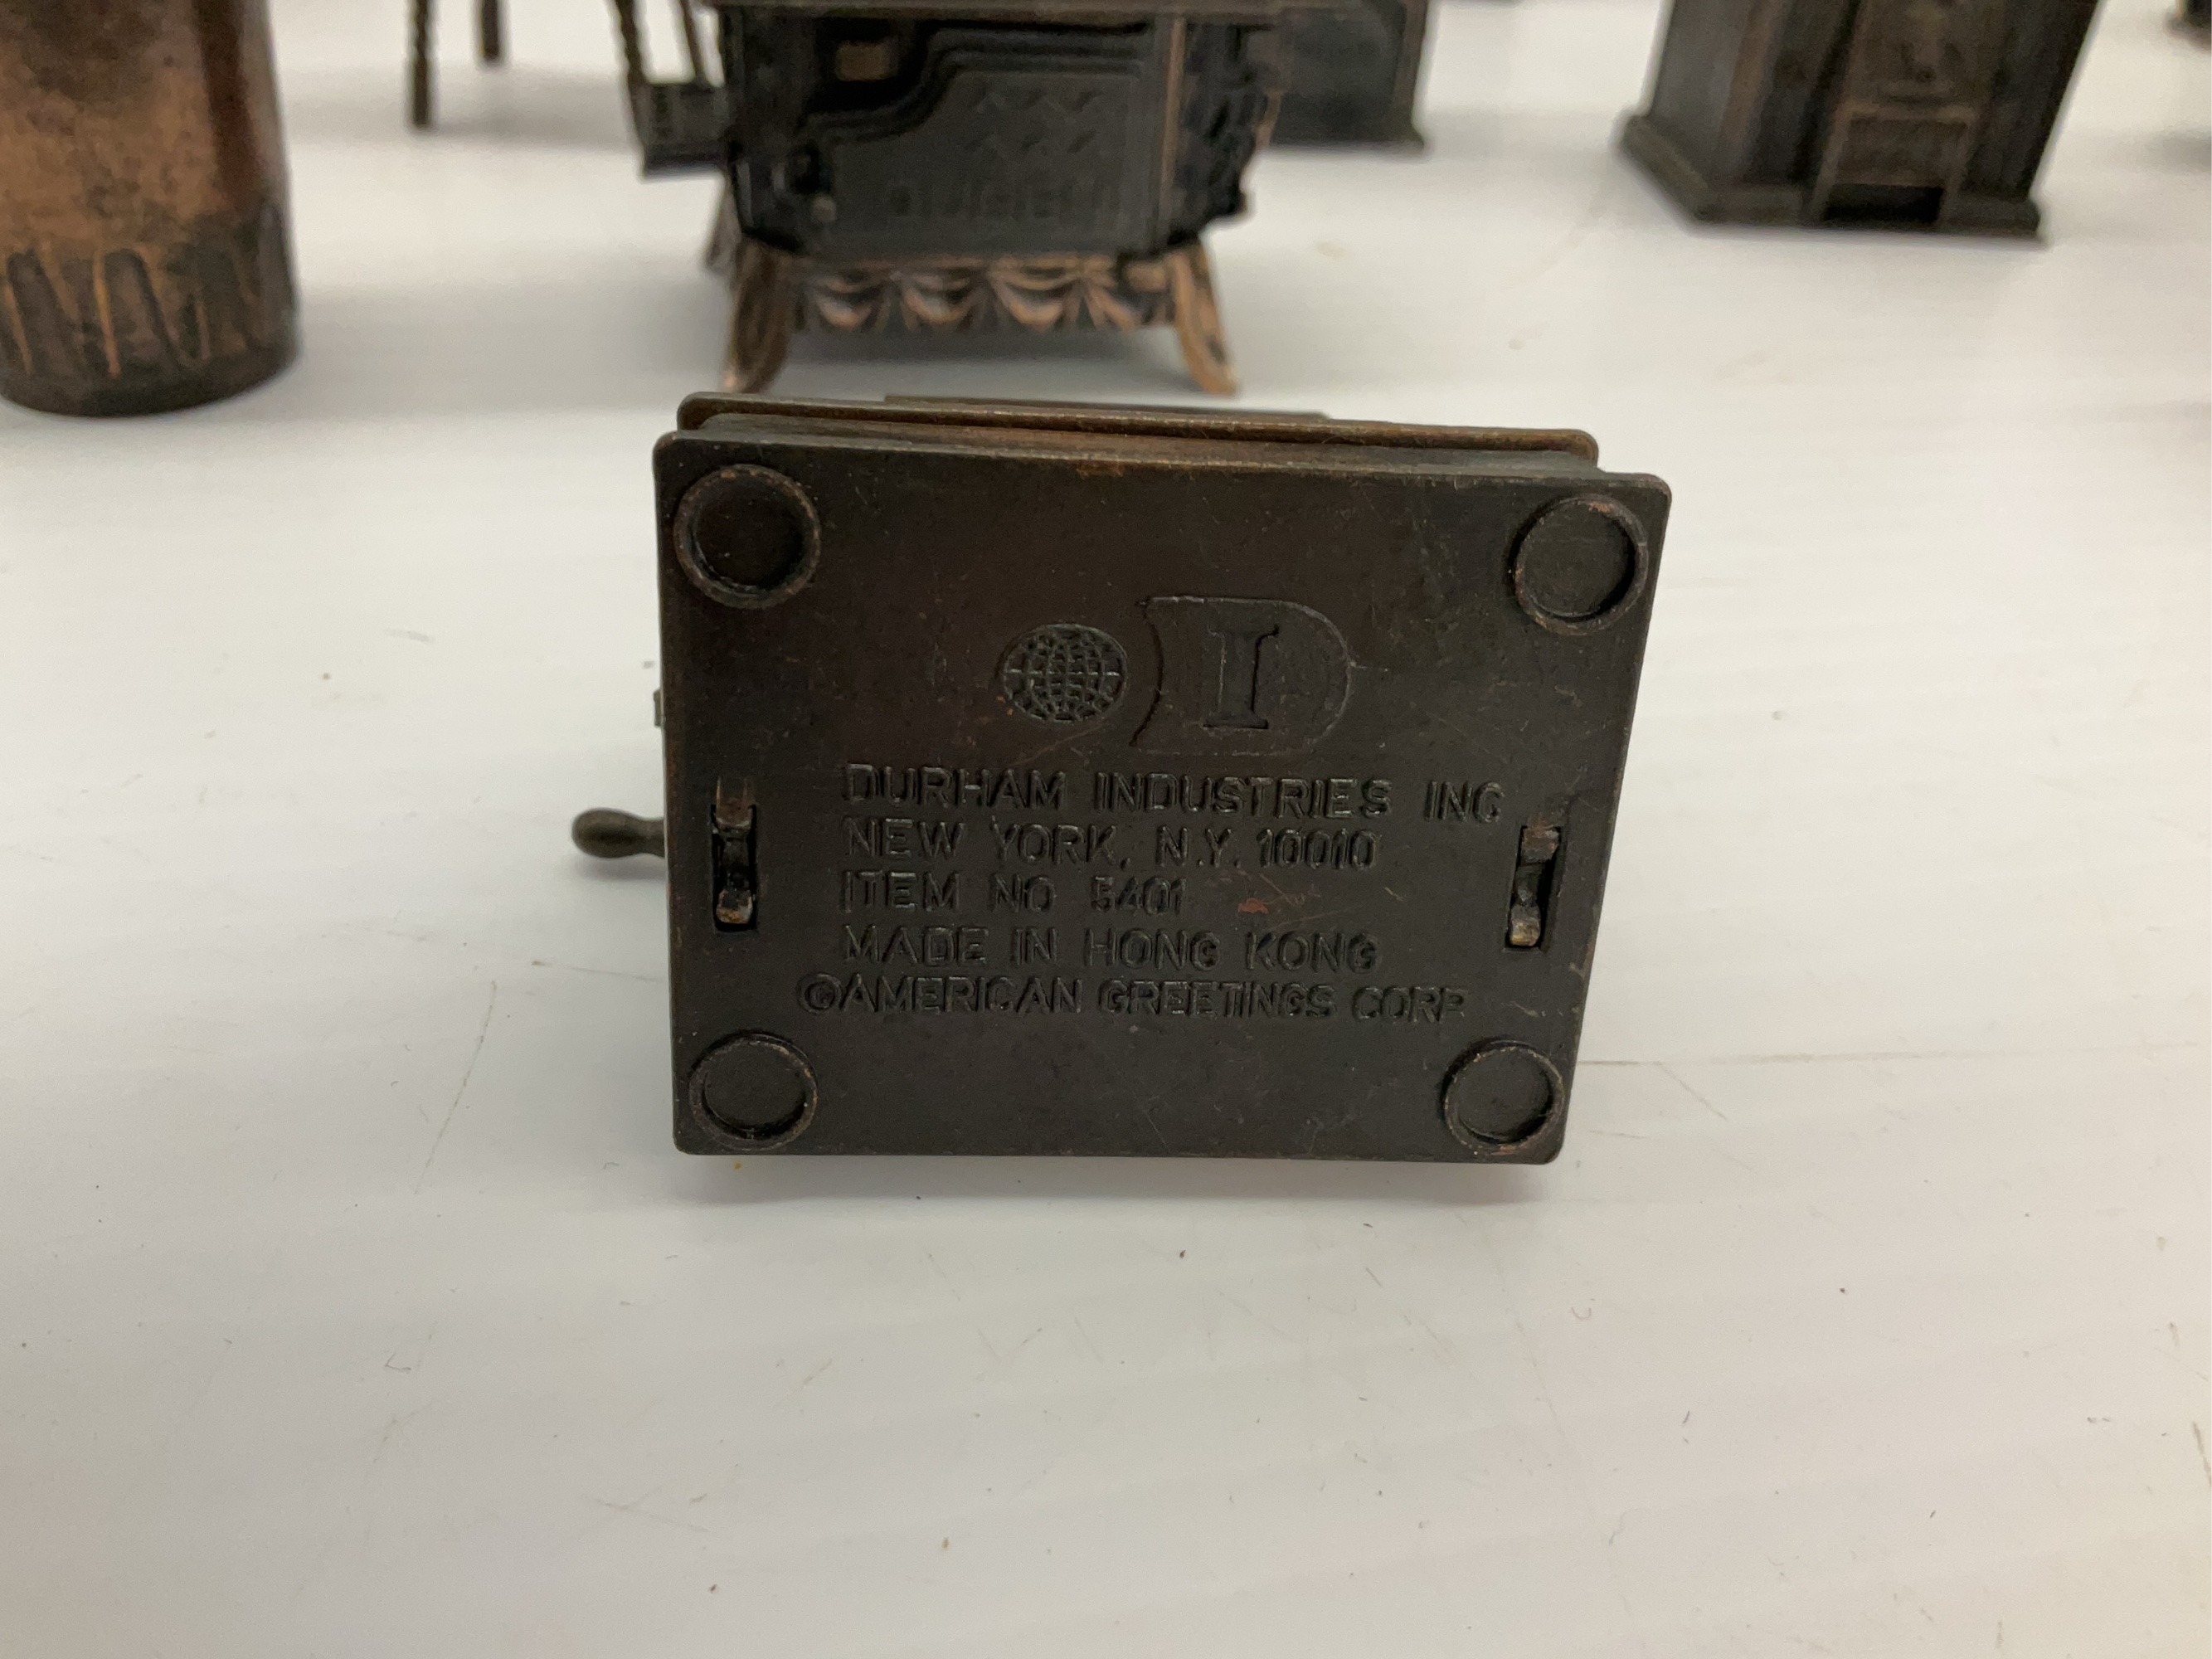 I
DURHAM INDUSTRIES INC
NEW YORK, N.Y. 10010
ITEM NO 5401
MADE IN HONG KONG
©AMERICAN GREETINGS CORP